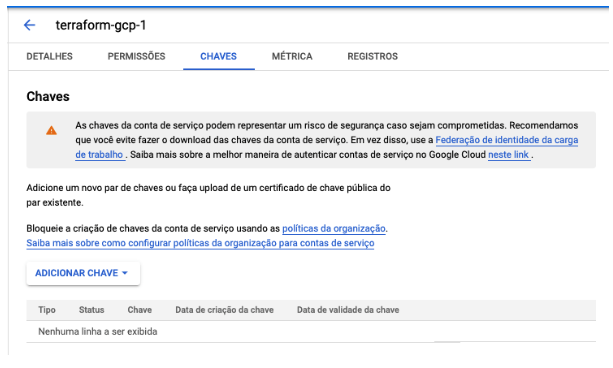 terraform-gcp-1
DETALHES PERMISSÕES CHAVES MÉTRICA REGISTROS
Chaves
As chaves da conta de serviço podem representar um risco de segurança caso sejam comprometidas. Recomendamos
que você evite fazer o download das chaves da conta de serviço. Em vez disso, use a Federação de identidade da carga
de trabalho . Saiba mais sobre a melhor maneira de autenticar contas de serviço no Google Cloud neste link .
Adicione um novo par de chaves ou faça upload de um certificado de chave pública do
par existente.
Bloqueie a criação de chaves da conta de serviço usando as políticas da organização.
Saiba mais sobre como configurar políticas da organização para contas de serviço
ADICIONAR CHAVE
Tipo Status Chave Data de criação da chave Data de validade da chave
Nenhuma linha a ser exibida